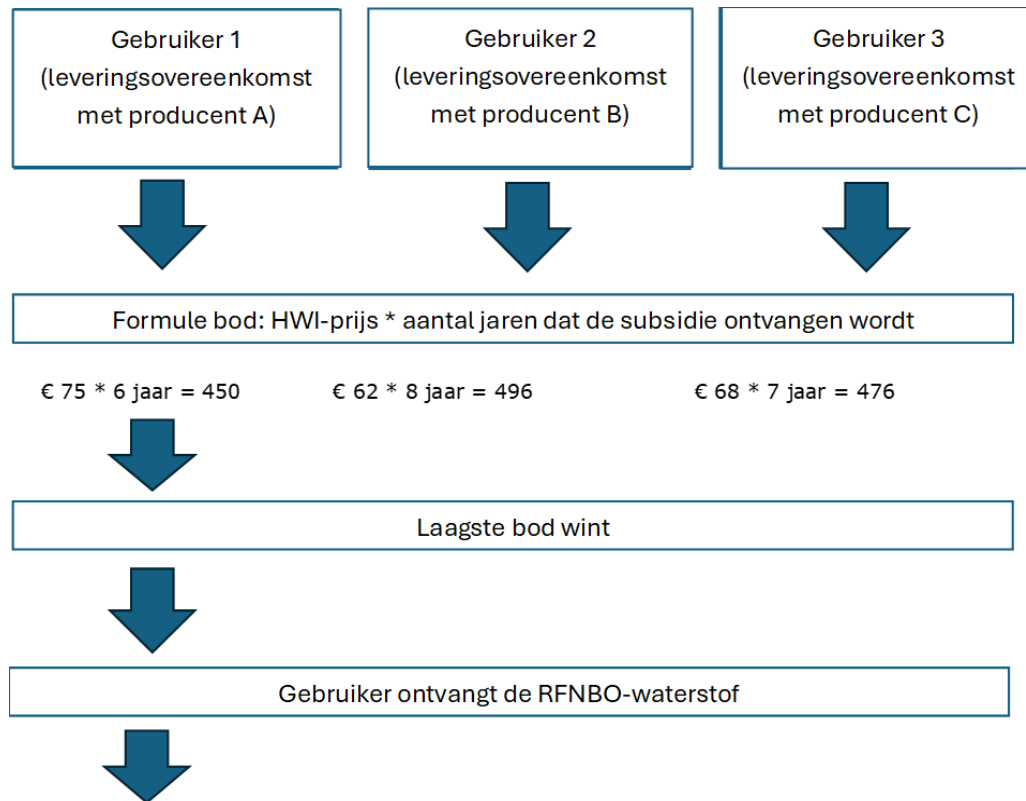 Gebruiker 1
(leveringsovereenkomst
met producent A)
Gebruiker 2
(leveringsovereenkomst
met producent B)
Gebruiker 3
(leveringsovereenkomst
met producent C)
Formule bod: HWI-prijs * aantal jaren dat de subsidie ontvangen wordt
€ 75 * 6 jaar = 450
€ 62 * 8 jaar = 496
€ 68 * 7 jaar = 476
Laagste bod wint
Gebruiker ontvangt de RFNBO-waterstof